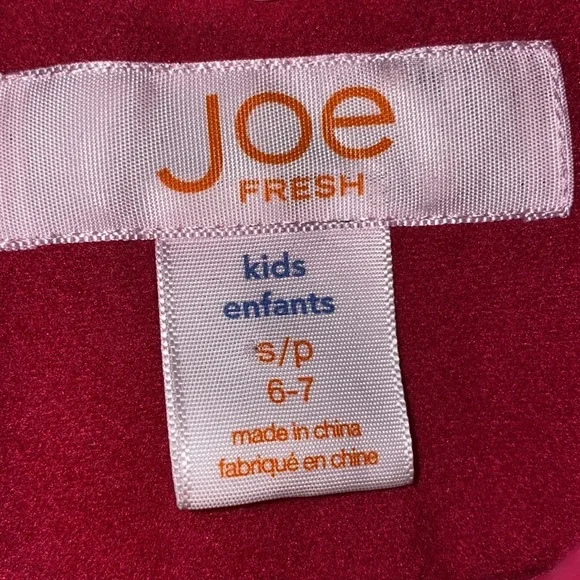 Joe
FRESH
kids
enfants
s/p
6-7
made in china
fabriqué en chine